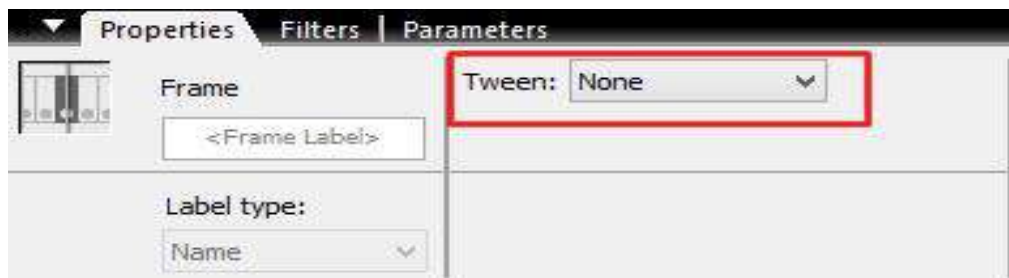 Properties Filters | Parameters
Frame
<Frame Label>
Tween: None
Label type:
Name